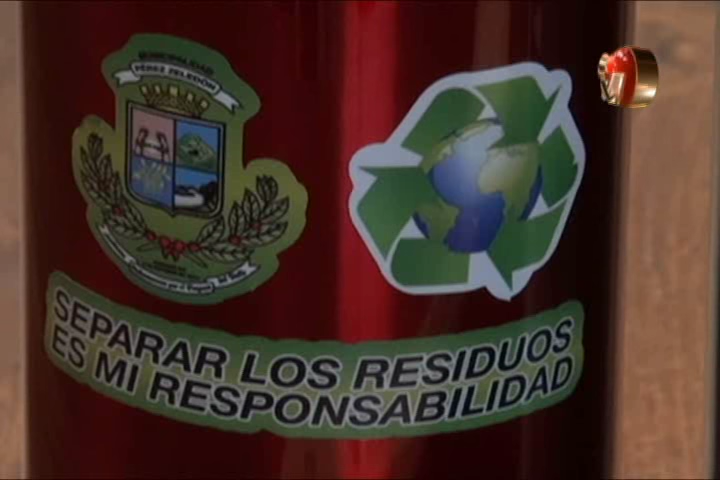 MUNICIPALIDAD
PÉREZ ZELEDÓN
SEPARAR LOS RESIDUOS
ES MI RESPONSABILIDAD